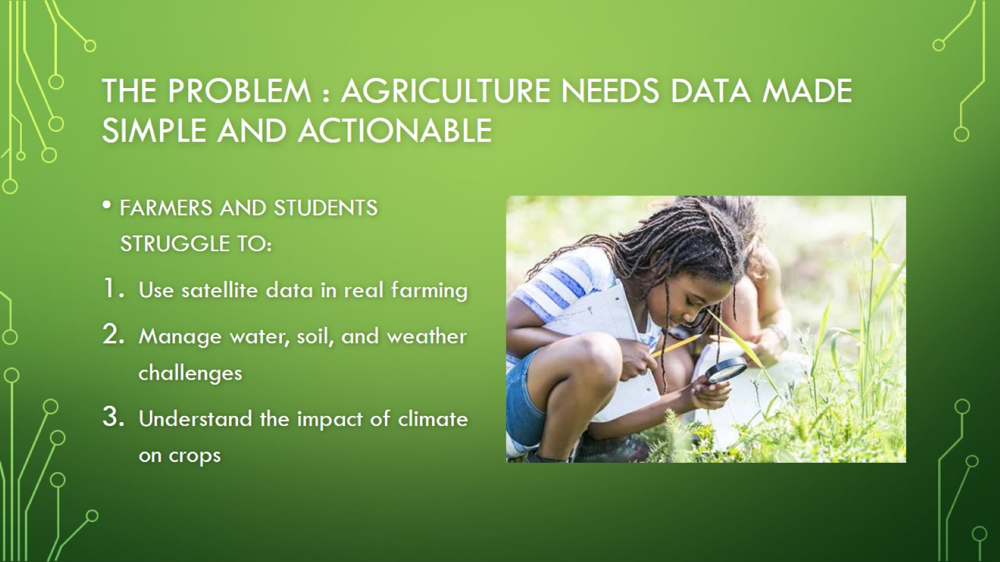 THE PROBLEM : AGRICULTURE NEEDS DATA MADE
SIMPLE AND ACTIONABLE
• FARMERS AND STUDENTS
STRUGGLE TO:
1. Use satellite data in real farming
2. Manage water, soil, and weather
challenges
3. Understand the impact of climate
on crops